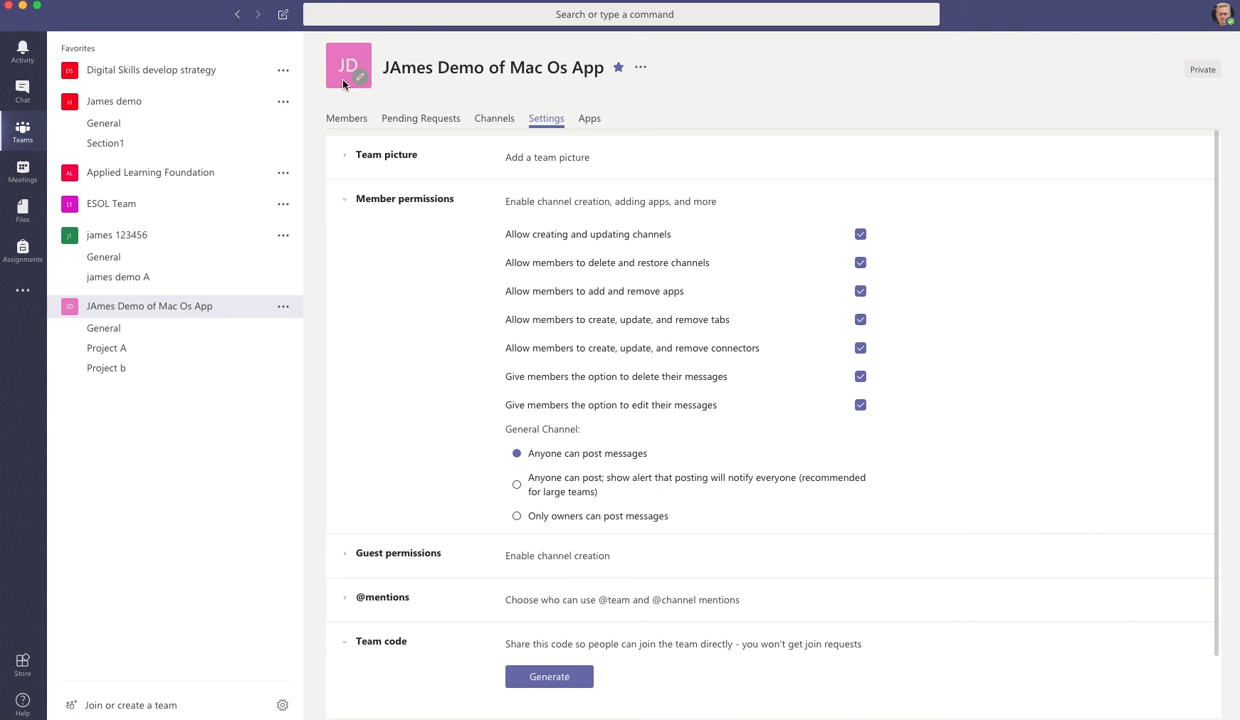 Search or type a command
Activity
Chat
Teams
Meetings
Files
Assignments
Store
Help
Favorites
DS Digital Skills develop strategy
Jd James demo
General
Section1
AL Applied Learning Foundation
ET ESOL Team
j1 james 123456
General
james demo A
JD JAmes Demo of Mac Os App
General
Project A
Project b
Join or create a team
JD JAmes Demo of Mac Os App
Private
Members Pending Requests Channels Settings Apps
Team picture Add a team picture
Member permissions Enable channel creation, adding apps, and more
Allow creating and updating channels
Allow members to delete and restore channels
Allow members to add and remove apps
Allow members to create, update, and remove tabs
Allow members to create, update, and remove connectors
Give members the option to delete their messages
Give members the option to edit their messages
General Channel:
Anyone can post messages
Anyone can post; show alert that posting will notify everyone (recommended
for large teams)
Only owners can post messages
Guest permissions Enable channel creation
@mentions Choose who can use @team and @channel mentions
Team code Share this code so people can join the team directly - you won't get join requests
Generate